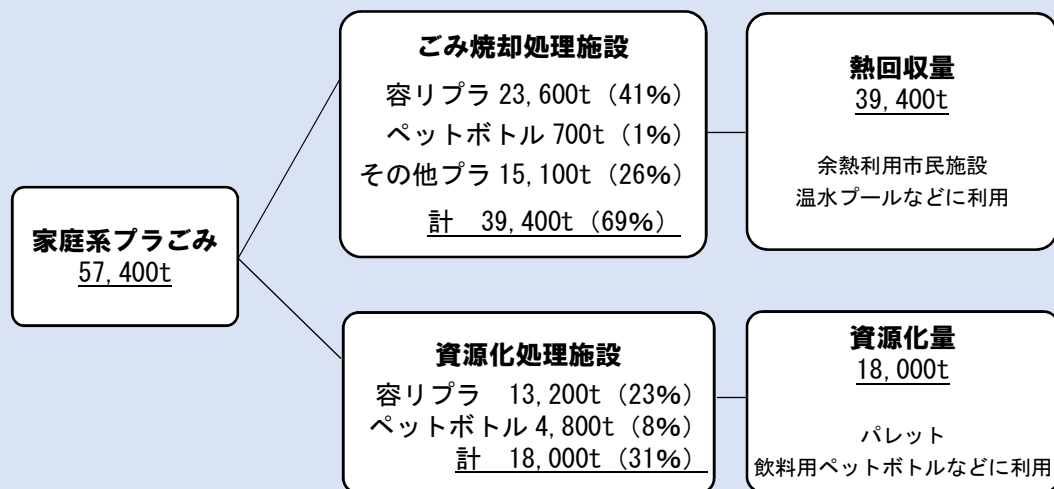 家庭系プラごみ
57,400t
ごみ焼却処理施設
容リプラ 23,600t（41%）
ペットボトル 700t（1%）
その他プラ 15,100t（26%）
計　39,400t（69%）
熱回収量
39,400t
余熱利用市民施設
温水プールなどに利用
資源化処理施設
容リプラ　13,200t（23%）
ペットボトル 4,800t（8%）
計　18,000t（31%）
資源化量
18,000t
パレット
飲料用ペットボトルなどに利用